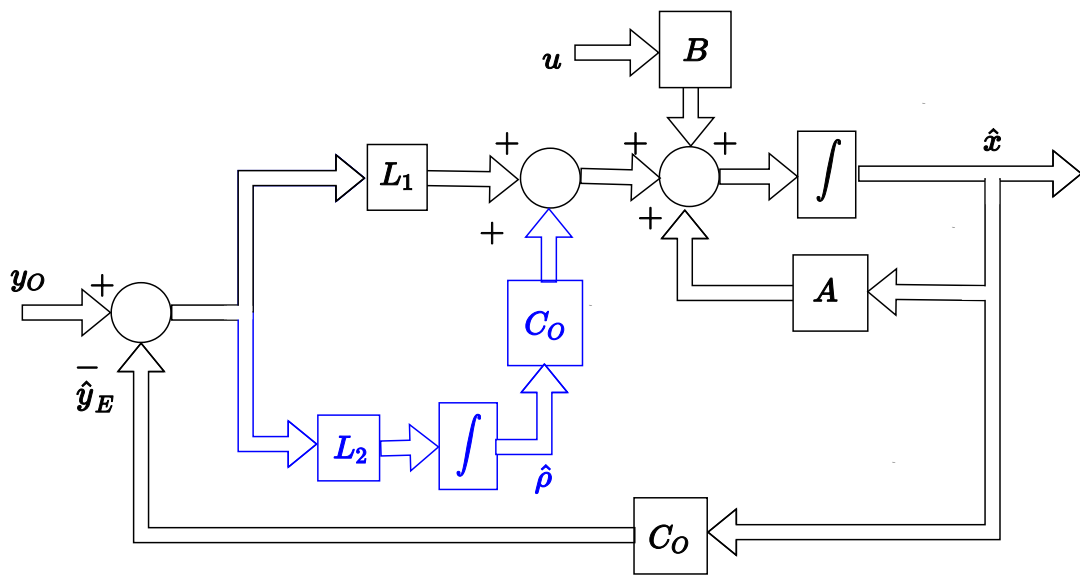 u
B
x̂
+
+
+
∫
L₁
+
+
y_O
+
A
C_O
−
ŷ_E
L₂
∫
ρ̂
C_O